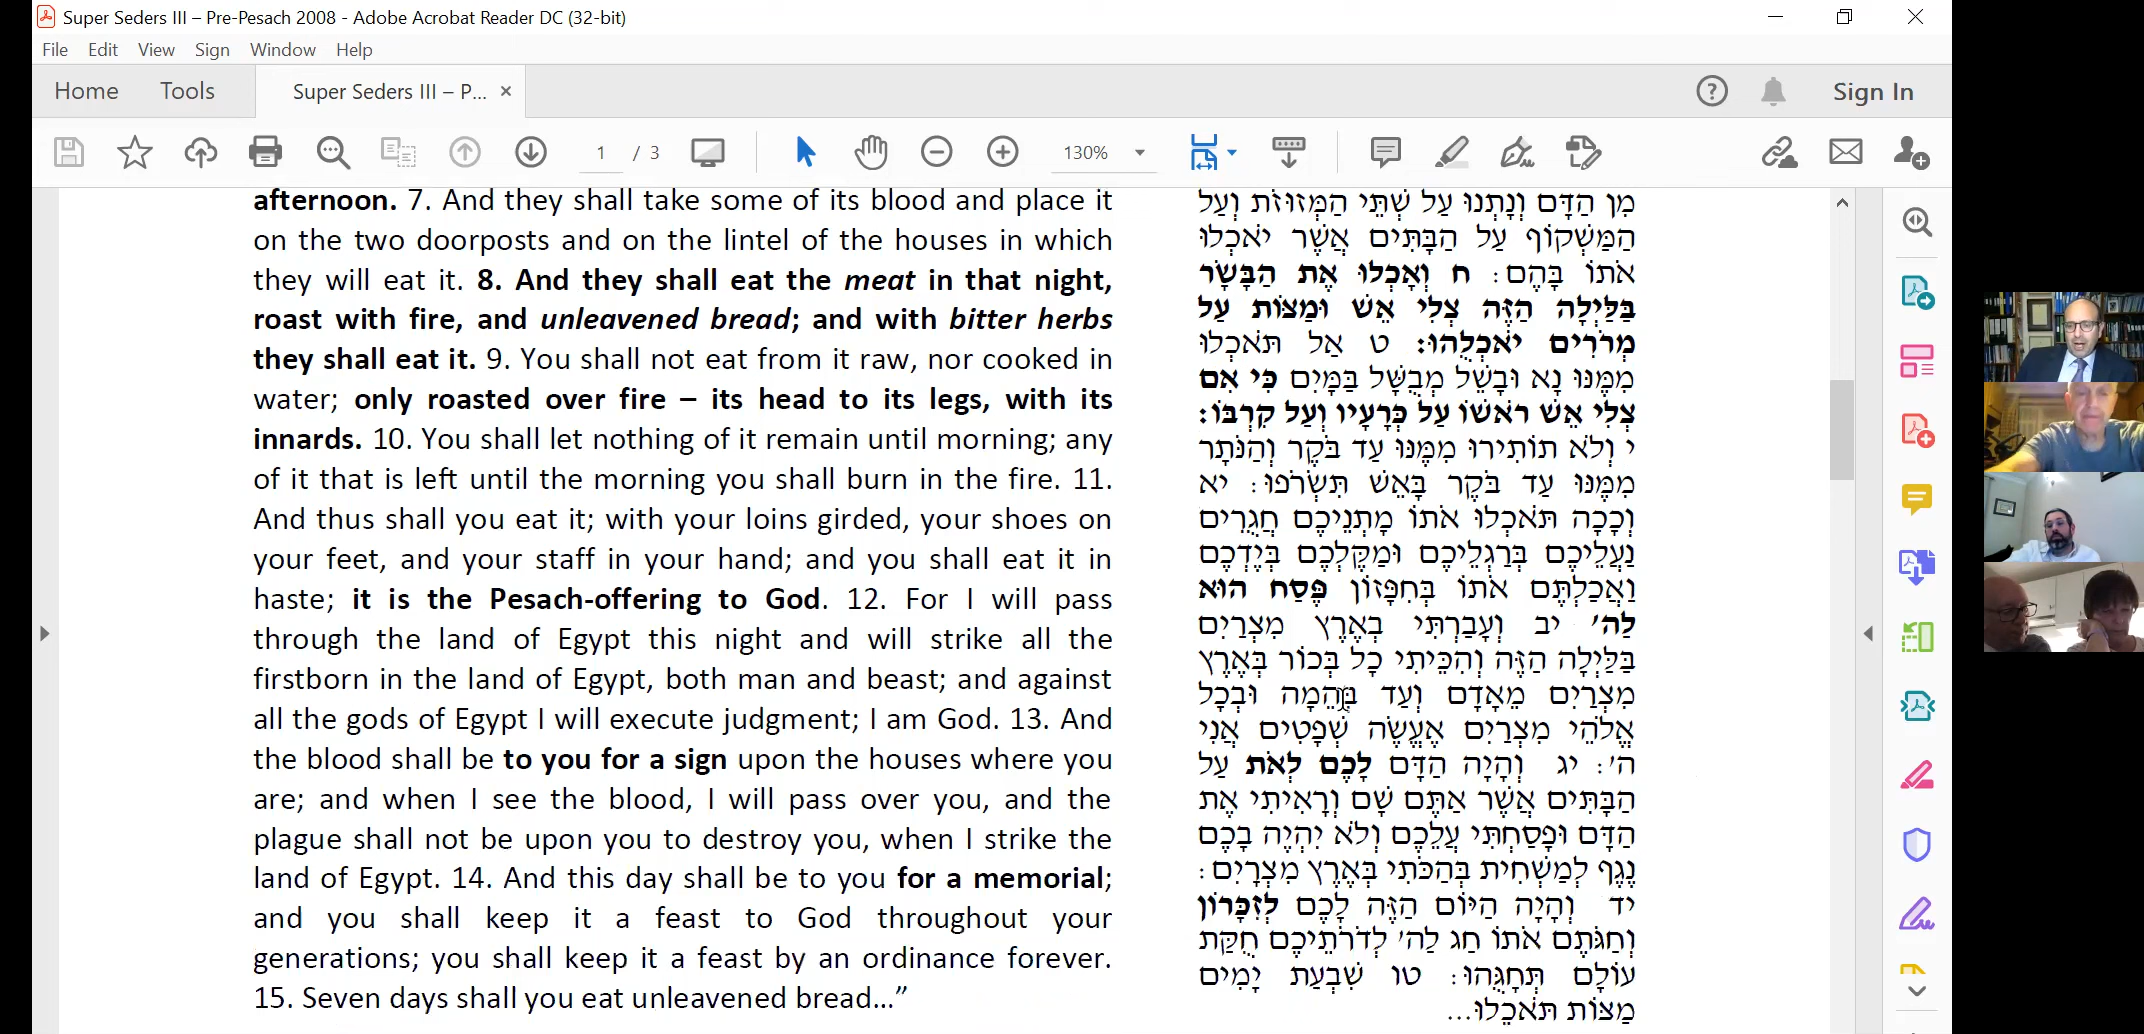 Super Seders III – Pre-Pesach 2008 - Adobe Acrobat Reader DC (32-bit)
File Edit View Sign Window Help
Home Tools Super Seders III – P... × Sign In
1 / 3 130%
afternoon. 7. And they shall take some of its blood and place it
on the two doorposts and on the lintel of the houses in which
they will eat it. 8. And they shall eat the meat in that night,
roast with fire, and unleavened bread; and with bitter herbs
they shall eat it. 9. You shall not eat from it raw, nor cooked in
water; only roasted over fire – its head to its legs, with its
innards. 10. You shall let nothing of it remain until morning; any
of it that is left until the morning you shall burn in the fire. 11.
And thus shall you eat it; with your loins girded, your shoes on
your feet, and your staff in your hand; and you shall eat it in
haste; it is the Pesach-offering to God. 12. For I will pass
through the land of Egypt this night and will strike all the
firstborn in the land of Egypt, both man and beast; and against
all the gods of Egypt I will execute judgment; I am God. 13. And
the blood shall be to you for a sign upon the houses where you
are; and when I see the blood, I will pass over you, and the
plague shall not be upon you to destroy you, when I strike the
land of Egypt. 14. And this day shall be to you for a memorial;
and you shall keep it a feast to God throughout your
generations; you shall keep it a feast by an ordinance forever.
15. Seven days shall you eat unleavened bread…”
מִן הַדָּם וְנָתְנוּ עַל שְׁתֵּי הַמְּזוּזֹת וְעַל
הַמַּשְׁקוֹף עַל הַבָּתִּים אֲשֶׁר יֹאכְלוּ
אֹתוֹ בָּהֶם: ח וְאָכְלוּ אֶת הַבָּשָׂר
בַּלַּיְלָה הַזֶּה צְלִי אֵשׁ וּמַצּוֹת עַל
מְרֹרִים יֹאכְלֻהוּ: ט אַל תֹּאכְלוּ
מִמֶּנּוּ נָא וּבָשֵׁל מְבֻשָּׁל בַּמָּיִם כִּי אִם
צְלִי אֵשׁ רֹאשׁוֹ עַל כְּרָעָיו וְעַל קִרְבּוֹ:
י וְלֹא תוֹתִירוּ מִמֶּנּוּ עַד בֹּקֶר וְהַנֹּתָר
מִמֶּנּוּ עַד בֹּקֶר בָּאֵשׁ תִּשְׂרֹפוּ: יא
וְכָכָה תֹּאכְלוּ אֹתוֹ מָתְנֵיכֶם חֲגֻרִים
נַעֲלֵיכֶם בְּרַגְלֵיכֶם וּמַקֶּלְכֶם בְּיֶדְכֶם
וַאֲכַלְתֶּם אֹתוֹ בְּחִפָּזוֹן פֶּסַח הוּא
לַה' יב וְעָבַרְתִּי בְאֶרֶץ מִצְרַיִם
בַּלַּיְלָה הַזֶּה וְהִכֵּיתִי כָל בְּכוֹר בְּאֶרֶץ
מִצְרַיִם מֵאָדָם וְעַד בְּהֵמָה וּבְכָל
אֱלֹהֵי מִצְרַיִם אֶעֱשֶׂה שְׁפָטִים אֲנִי
ה': יג וְהָיָה הַדָּם לָכֶם לְאֹת עַל
הַבָּתִּים אֲשֶׁר אַתֶּם שָׁם וְרָאִיתִי אֶת
הַדָּם וּפָסַחְתִּי עֲלֵכֶם וְלֹא יִהְיֶה בָכֶם
נֶגֶף לְמַשְׁחִית בְּהַכֹּתִי בְּאֶרֶץ מִצְרָיִם:
יד וְהָיָה הַיּוֹם הַזֶּה לָכֶם לְזִכָּרוֹן
וְחַגֹּתֶם אֹתוֹ חַג לַה' לְדֹרֹתֵיכֶם חֻקַּת
עוֹלָם תְּחָגֻּהוּ: טו שִׁבְעַת יָמִים
מַצּוֹת תֹּאכֵלוּ...